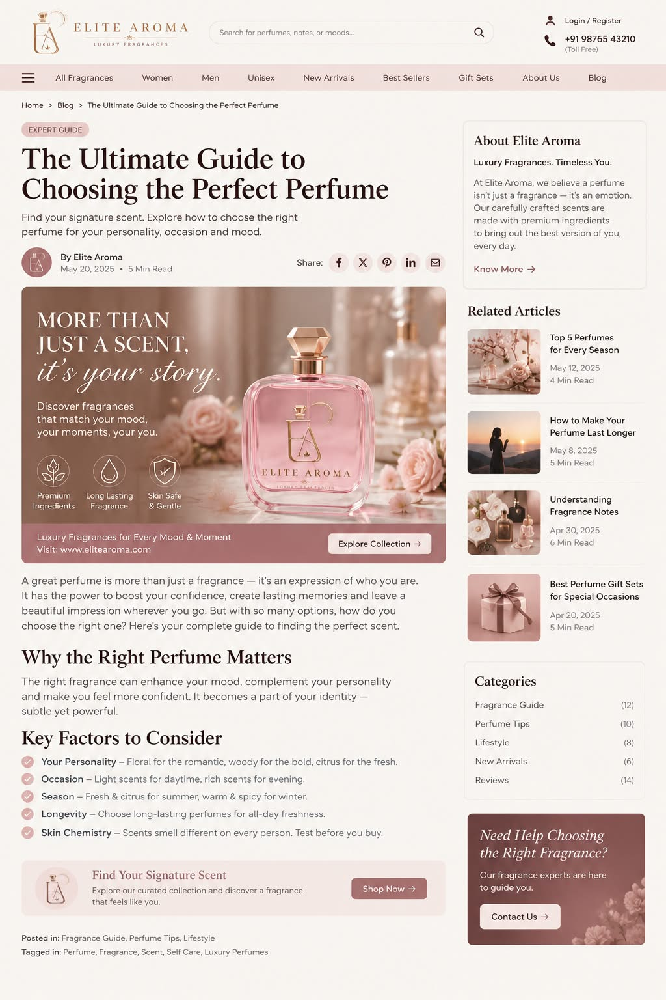 ELITE AROMA
LUXURY FRAGRANCES
Search for perfumes, notes, or moods...
Login / Register
+91 98765 43210
(Toll Free)
All Fragrances Women Men Unisex New Arrivals Best Sellers Gift Sets About Us Blog
Home > Blog > The Ultimate Guide to Choosing the Perfect Perfume
EXPERT GUIDE
The Ultimate Guide to
Choosing the Perfect Perfume
Find your signature scent. Explore how to choose the right
perfume for your personality, occasion and mood.
By Elite Aroma
May 20, 2025 • 5 Min Read
Share:
MORE THAN
JUST A SCENT,
it's your story.
Discover fragrances
that match your mood,
your moments, your you.
Premium
Ingredients
Long Lasting
Fragrance
Skin Safe
& Gentle
EA
ELITE AROMA
LUXURY FRAGRANCES
Luxury Fragrances for Every Mood & Moment
Visit: www.elitearoma.com
Explore Collection →
A great perfume is more than just a fragrance — it's an expression of who you are.
It has the power to boost your confidence, create lasting memories and leave a
beautiful impression wherever you go. But with so many options, how do you
choose the right one? Here's your complete guide to finding the perfect scent.
Why the Right Perfume Matters
The right fragrance can enhance your mood, complement your personality
and make you feel more confident. It becomes a part of your identity —
subtle yet powerful.
Key Factors to Consider
Your Personality – Floral for the romantic, woody for the bold, citrus for the fresh.
Occasion – Light scents for daytime, rich scents for evening.
Season – Fresh & citrus for summer, warm & spicy for winter.
Longevity – Choose long-lasting perfumes for all-day freshness.
Skin Chemistry – Scents smell different on every person. Test before you buy.
Find Your Signature Scent
Explore our curated collection and discover a fragrance
that feels like you.
Shop Now →
Posted in: Fragrance Guide, Perfume Tips, Lifestyle
Tagged in: Perfume, Fragrance, Scent, Self Care, Luxury Perfumes
About Elite Aroma
Luxury Fragrances. Timeless You.
At Elite Aroma, we believe a perfume
isn't just a fragrance — it's an emotion.
Our carefully crafted scents are
made with premium ingredients
to bring out the best version of you,
every day.
Know More →
Related Articles
Top 5 Perfumes
for Every Season
May 12, 2025
4 Min Read
How to Make Your
Perfume Last Longer
May 8, 2025
5 Min Read
Understanding
Fragrance Notes
Apr 30, 2025
6 Min Read
Best Perfume Gift Sets
for Special Occasions
Apr 20, 2025
5 Min Read
Categories
Fragrance Guide (12)
Perfume Tips (10)
Lifestyle (8)
New Arrivals (6)
Reviews (14)
Need Help Choosing
the Right Fragrance?
Our fragrance experts are here
to guide you.
Contact Us →